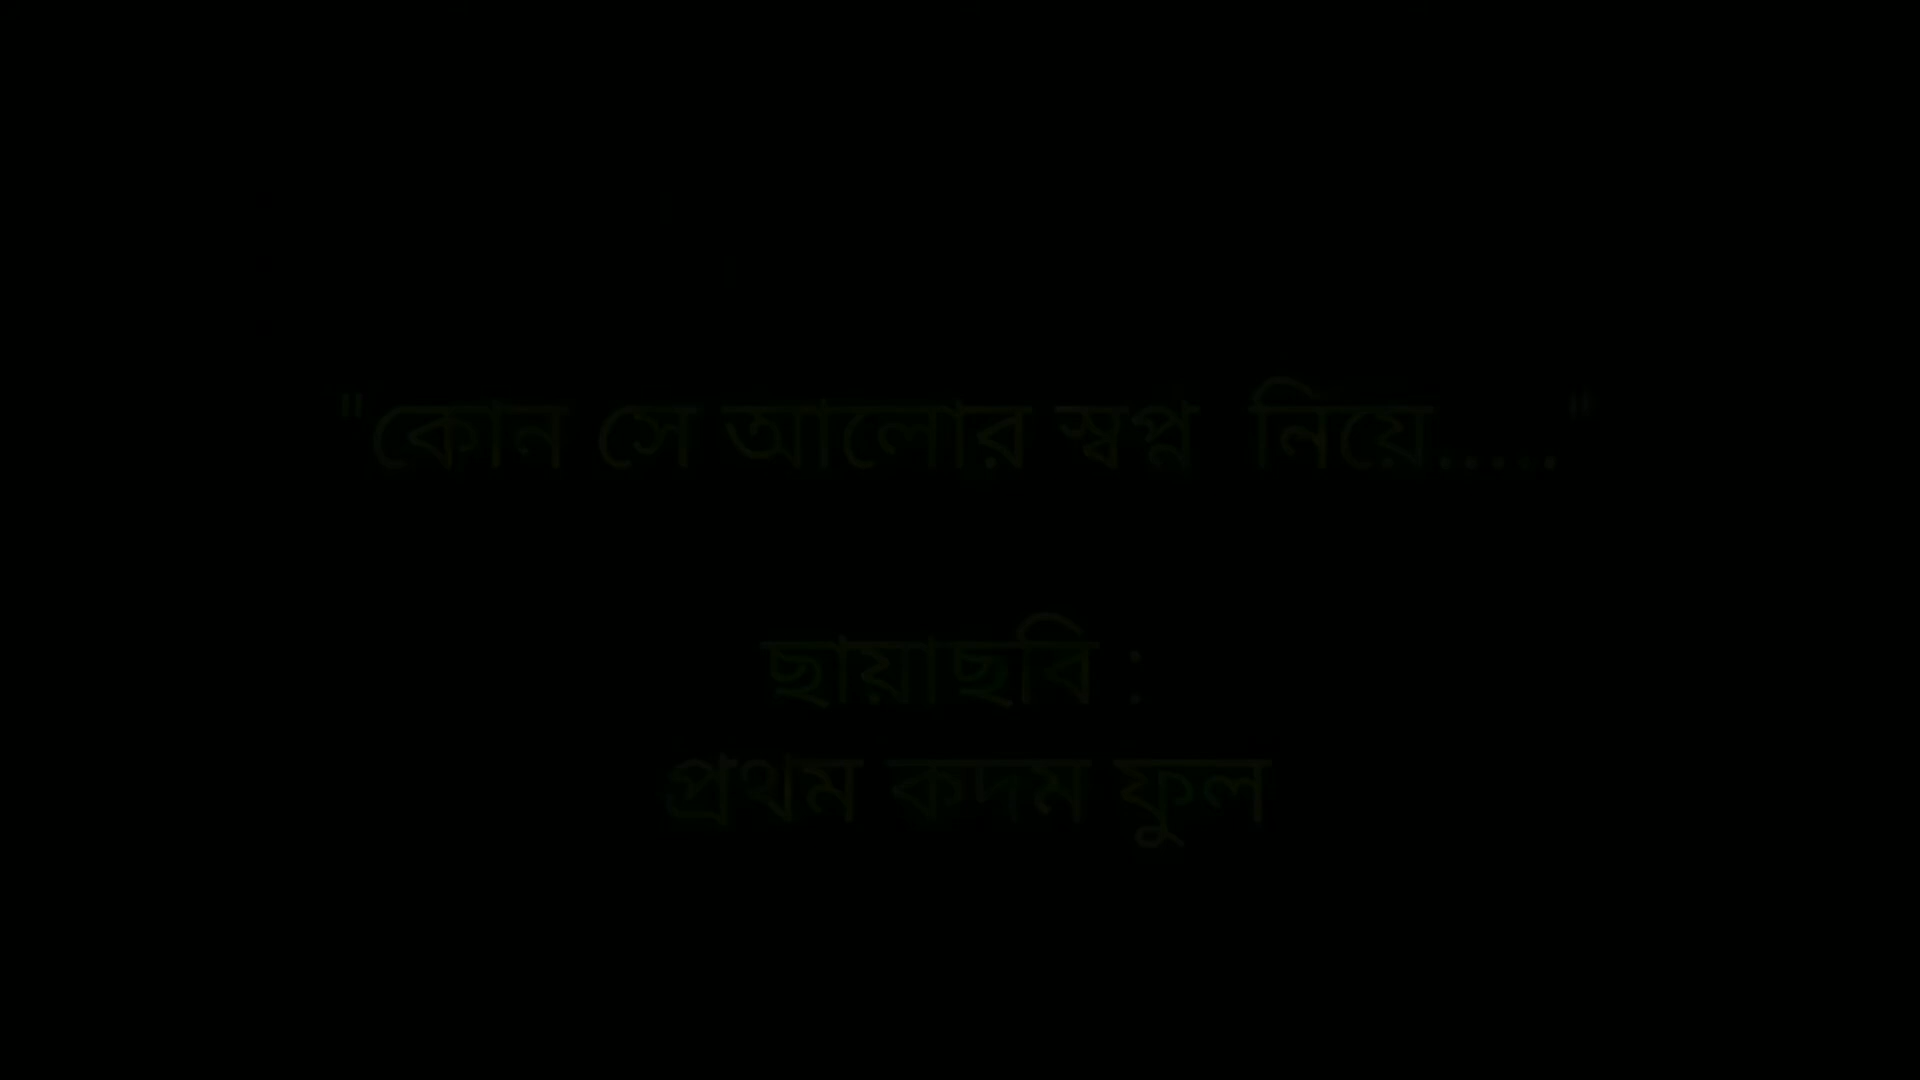 "কোন সে আলোর স্বপ্ন  নিয়ে....."
ছায়াছবি :
প্রথম কদম ফুল